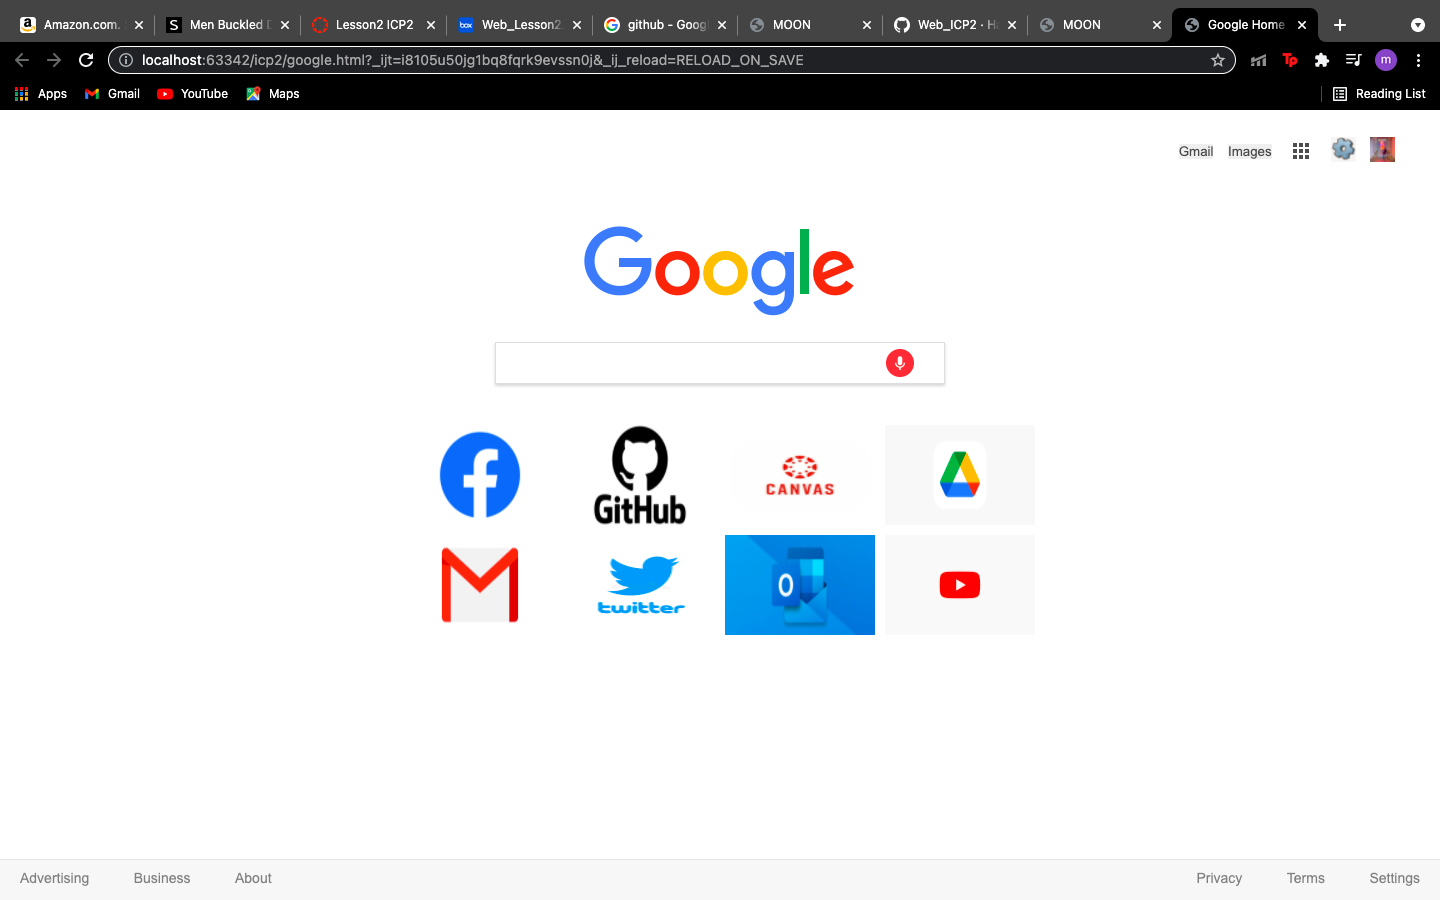 Amazon.com. Men Buckled D Lesson2 ICP2 Web_Lesson2. github - Goog MOON Web_ICP2 · Ha MOON Google Home
localhost:63342/icp2/google.html?_ijt=i8105u50jg1bq8fqrk9evssn0j&_ij_reload=RELOAD_ON_SAVE
Apps Gmail YouTube Maps Reading List
Gmail Images
Google
GitHub
CANVAS
twitter
Advertising Business About Privacy Terms Settings